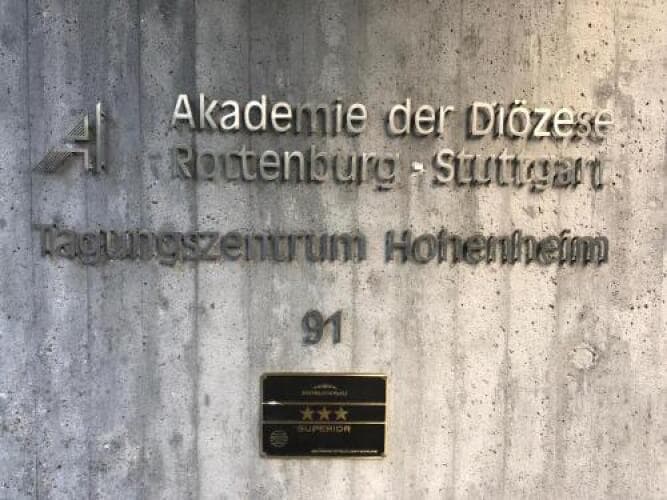 Akademie der Diözese
Rottenburg - Stuttgart
Tagungszentrum Hohenheim
91
SUPERIOR